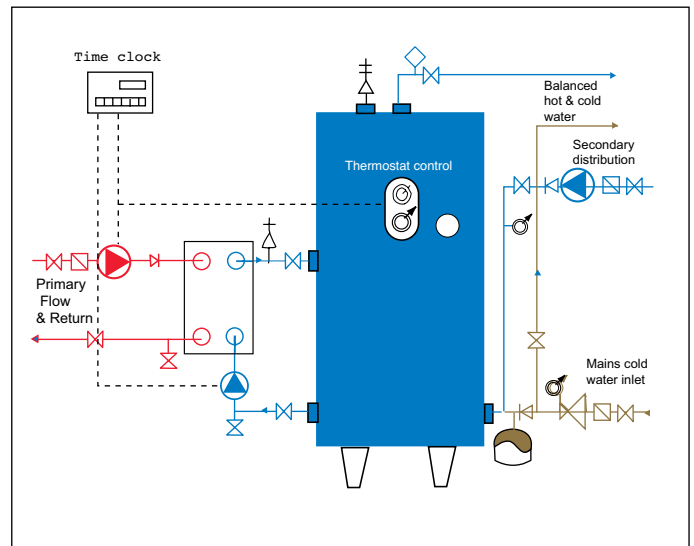 Time clock
Balanced
hot & cold
water
Secondary
distribution
Thermostat control
Primary
Flow
& Return
Mains cold
water inlet